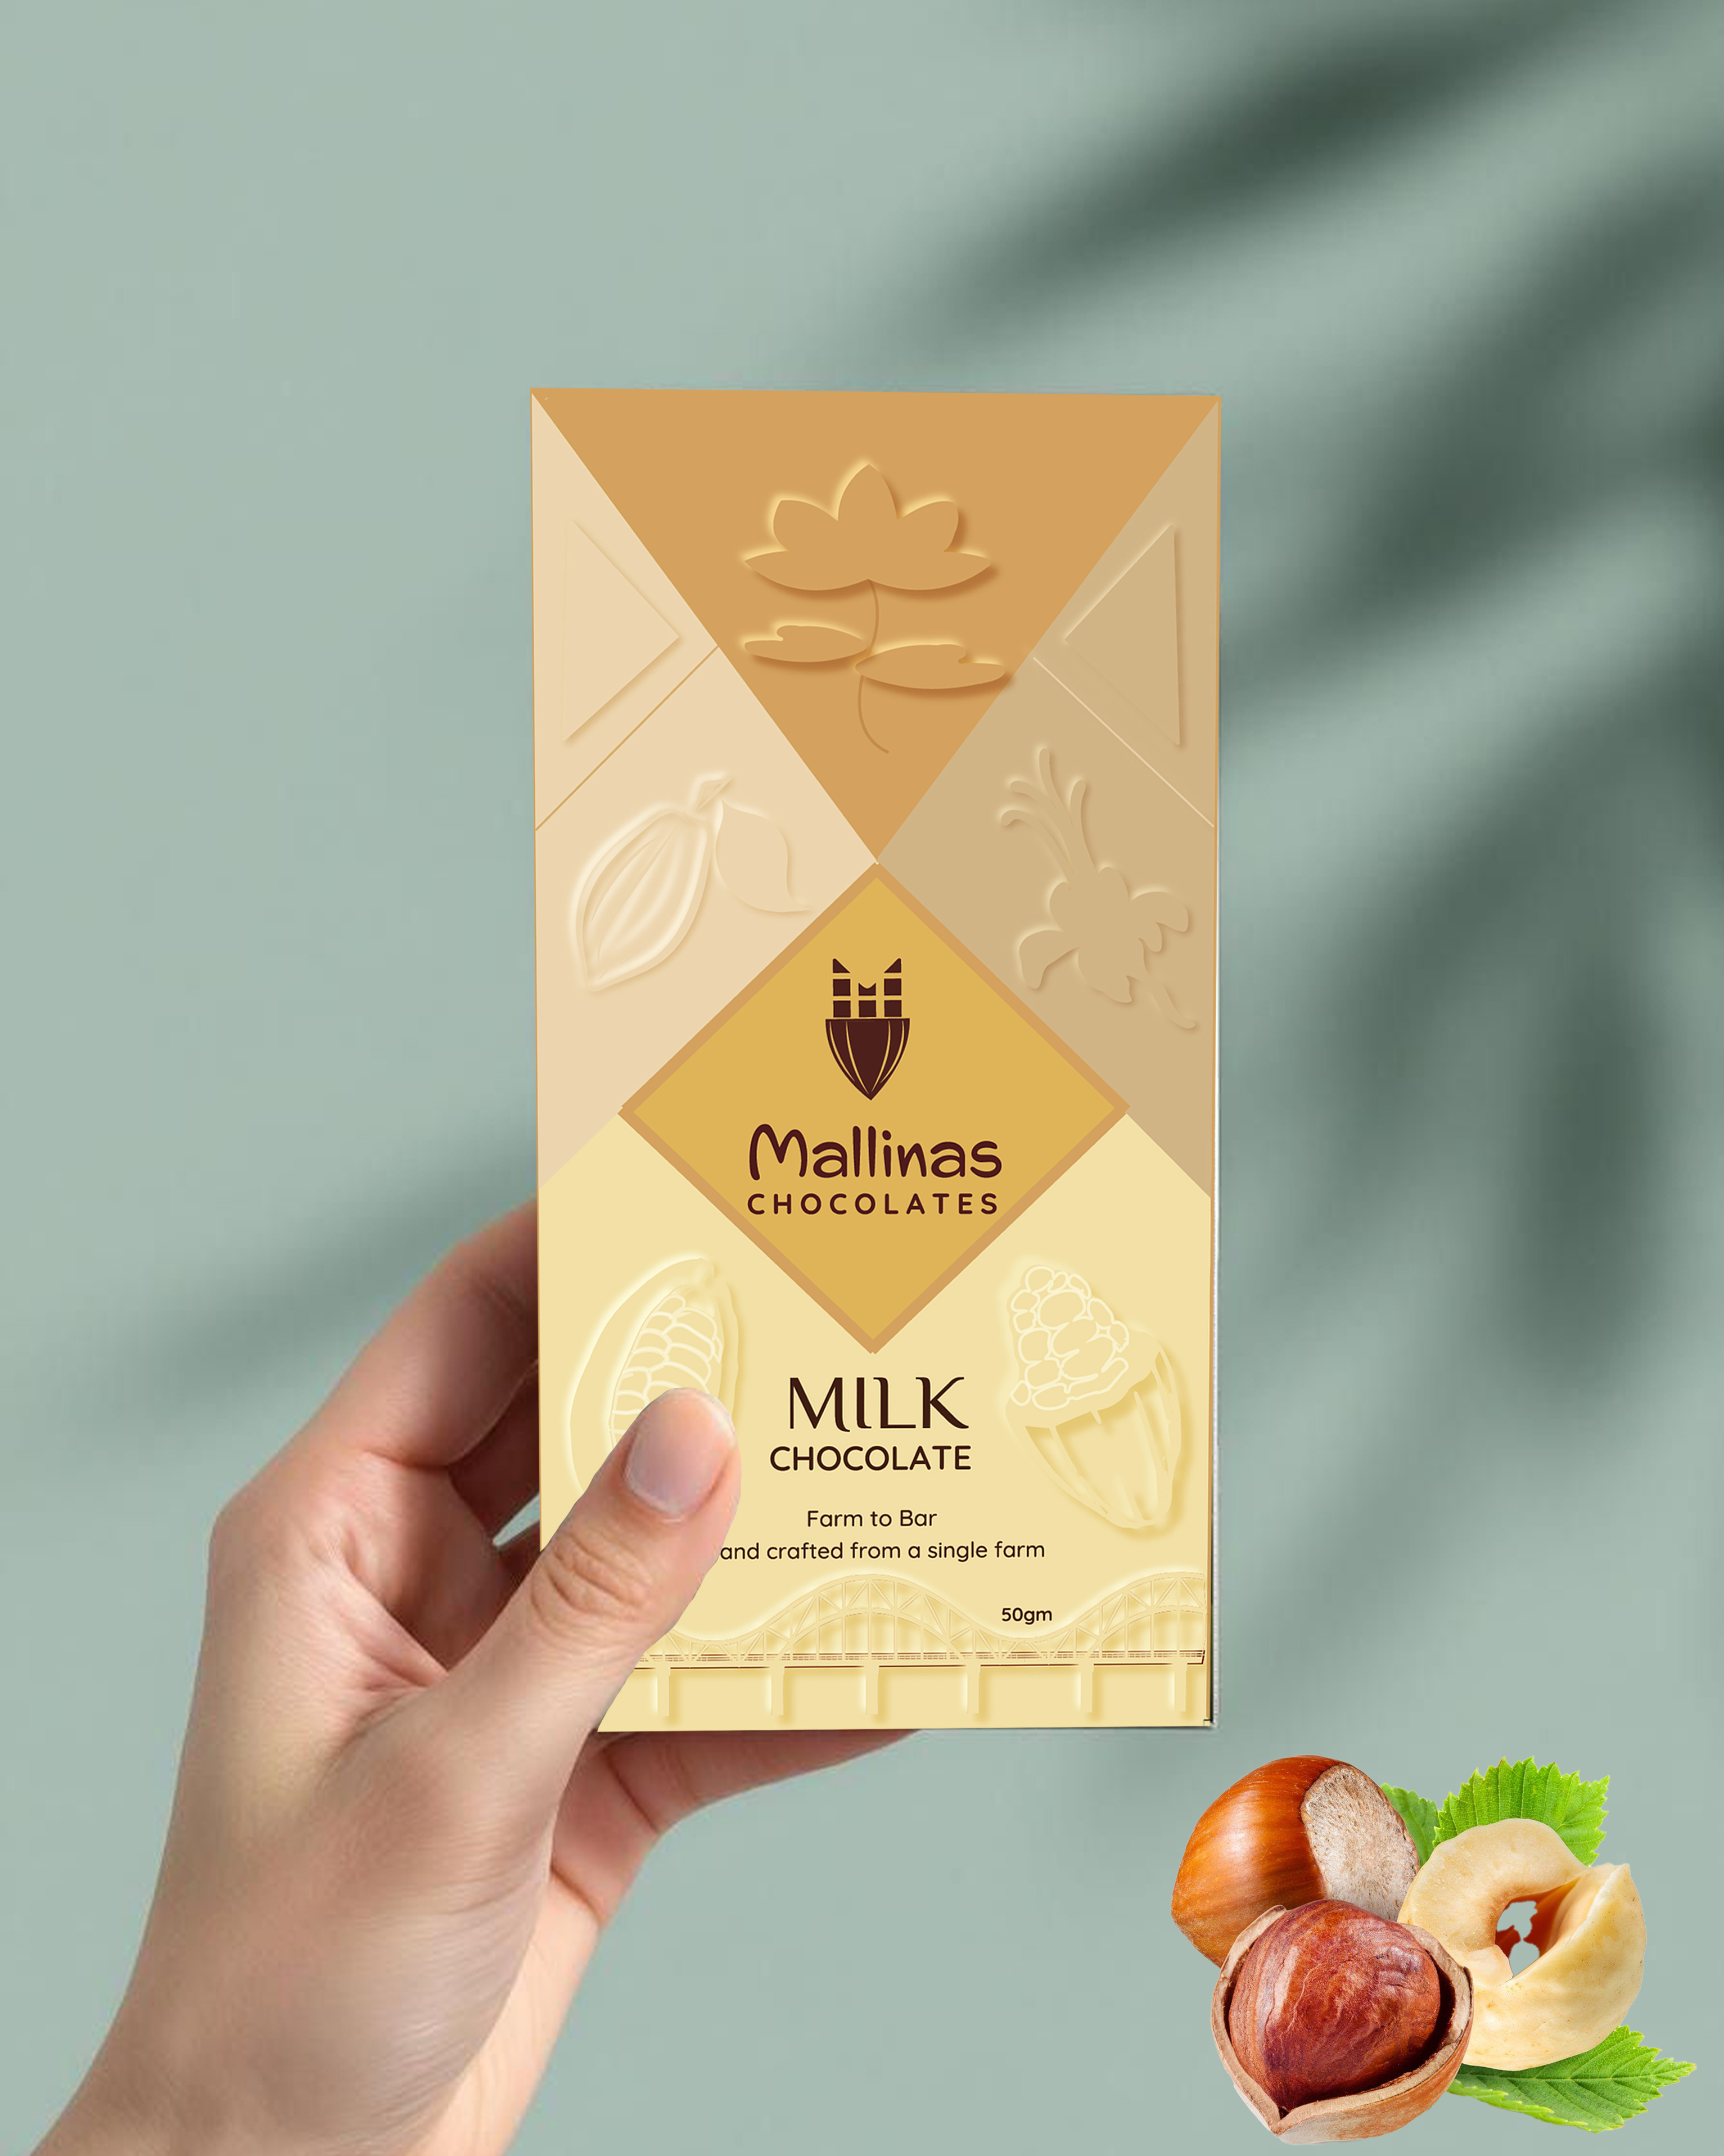 Mallinas
CHOCOLATES
MILK
CHOCOLATE
Farm to Bar
and crafted from a single farm
50gm